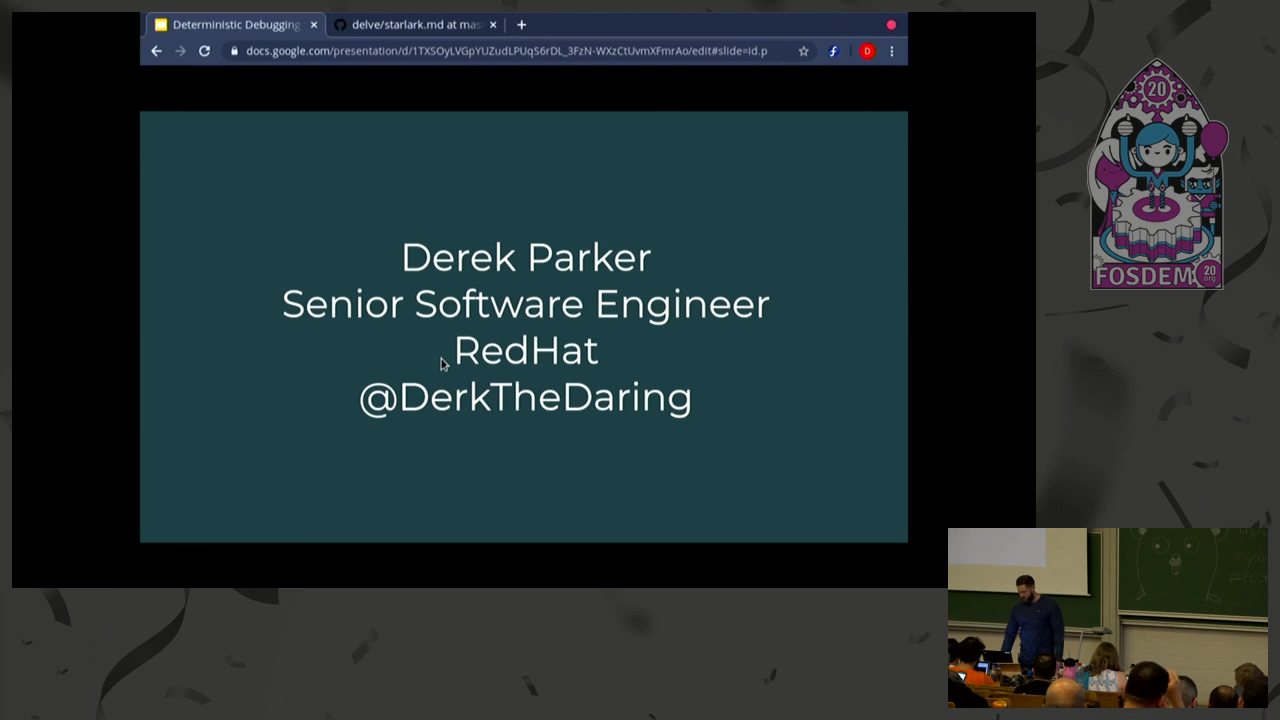 Deterministic Debugging
delve/starlark.md at mas
docs.google.com/presentation/d/1TXSOyLVGpYUZudLPUqS6rDL_3FzN-WXzCtUvmXFmrAo/edit#slide=id.p
D
20
Derek Parker
Senior Software Engineer
RedHat
@DerkTheDaring
FOSDEM
20
.org